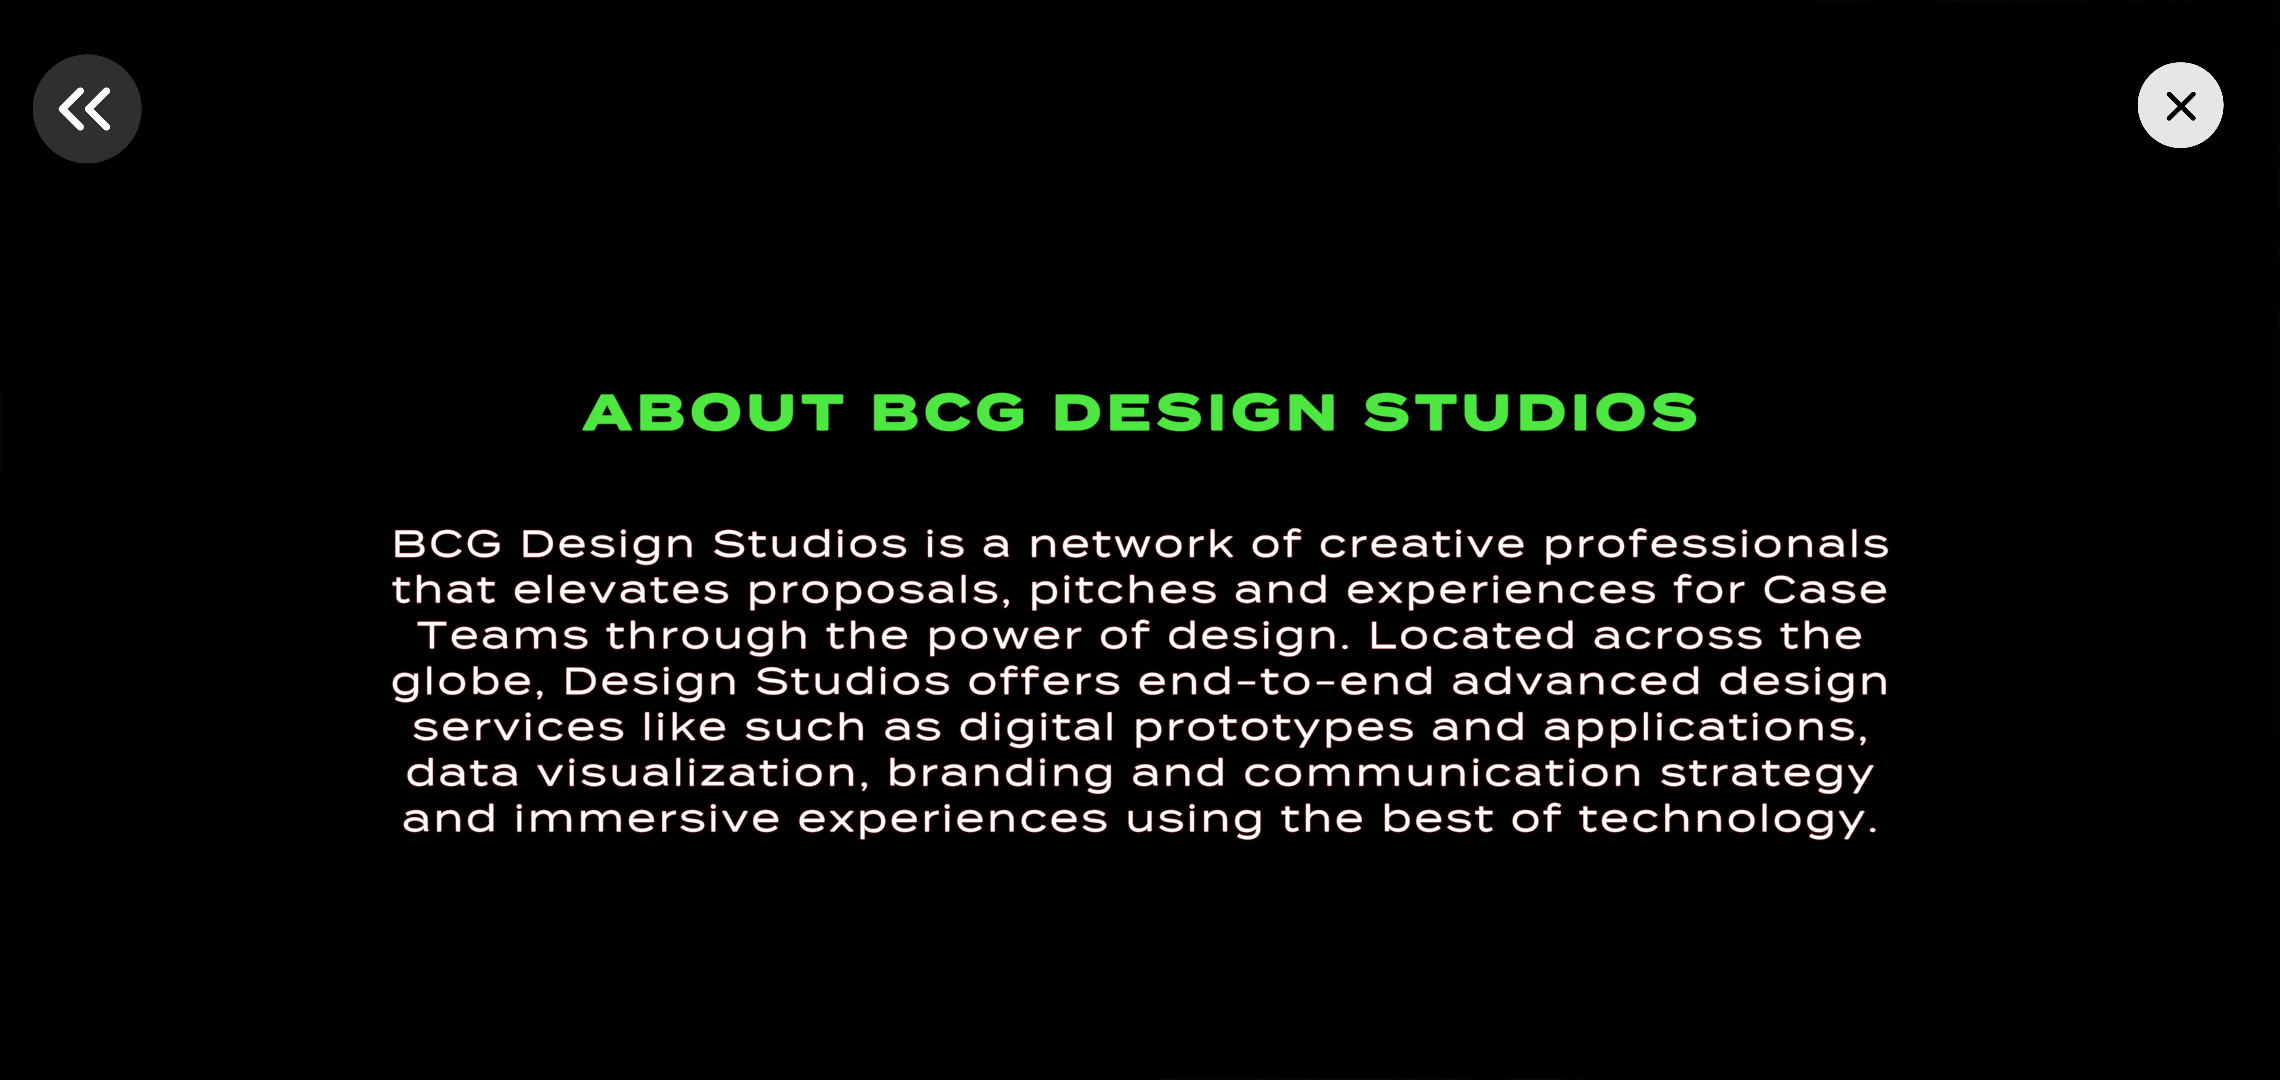 ABOUT BCG DESIGN STUDIOS
BCG Design Studios is a network of creative professionals
that elevates proposals, pitches and experiences for Case
Teams through the power of design. Located across the
globe, Design Studios offers end-to-end advanced design
services like such as digital prototypes and applications,
data visualization, branding and communication strategy
and immersive experiences using the best of technology.